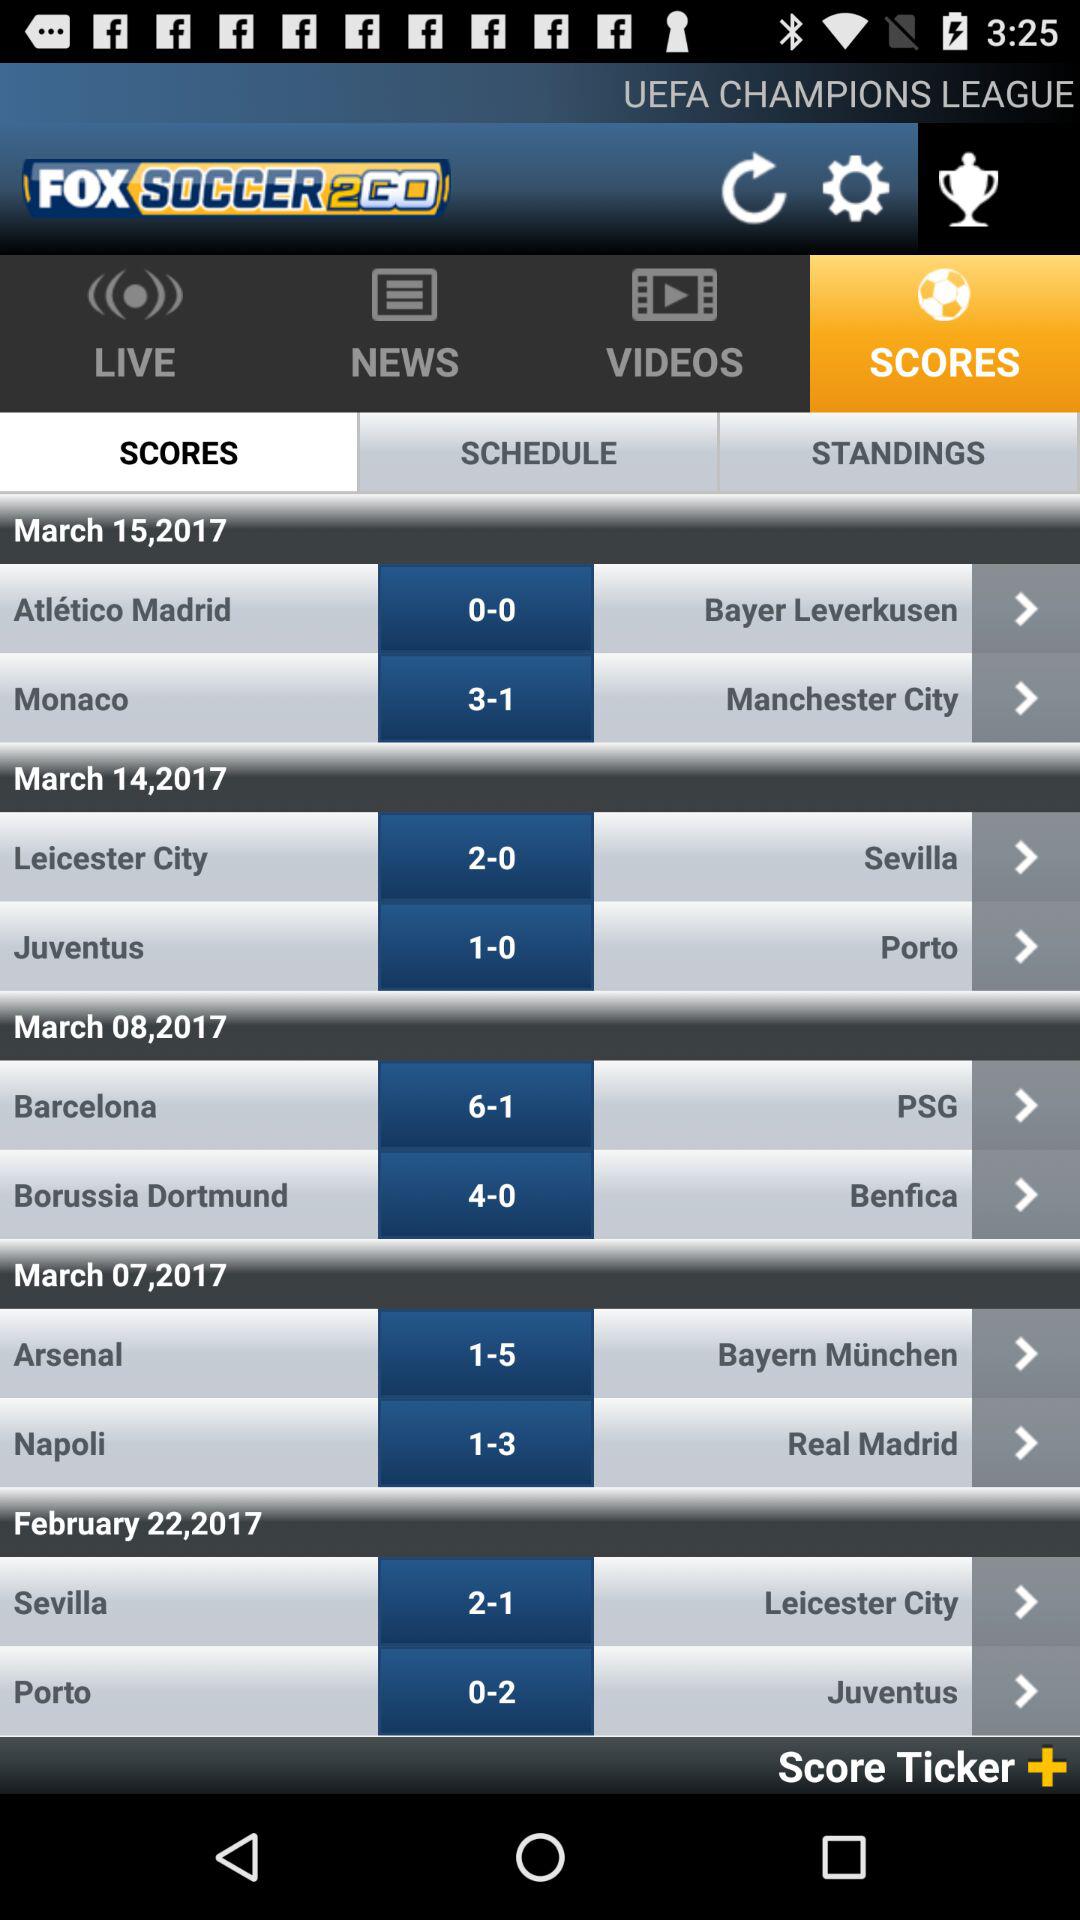 3:25
UEFA CHAMPIONS LEAGUE
FOX SOCCER 2GO
LIVE NEWS VIDEOS SCORES
SCORES SCHEDULE STANDINGS
March 15,2017
Atlético Madrid 0-0 Bayer Leverkusen
Monaco 3-1 Manchester City
March 14,2017
Leicester City 2-0 Sevilla
Juventus 1-0 Porto
March 08,2017
Barcelona 6-1 PSG
Borussia Dortmund 4-0 Benfica
March 07,2017
Arsenal 1-5 Bayern München
Napoli 1-3 Real Madrid
February 22,2017
Sevilla 2-1 Leicester City
Porto 0-2 Juventus
Score Ticker